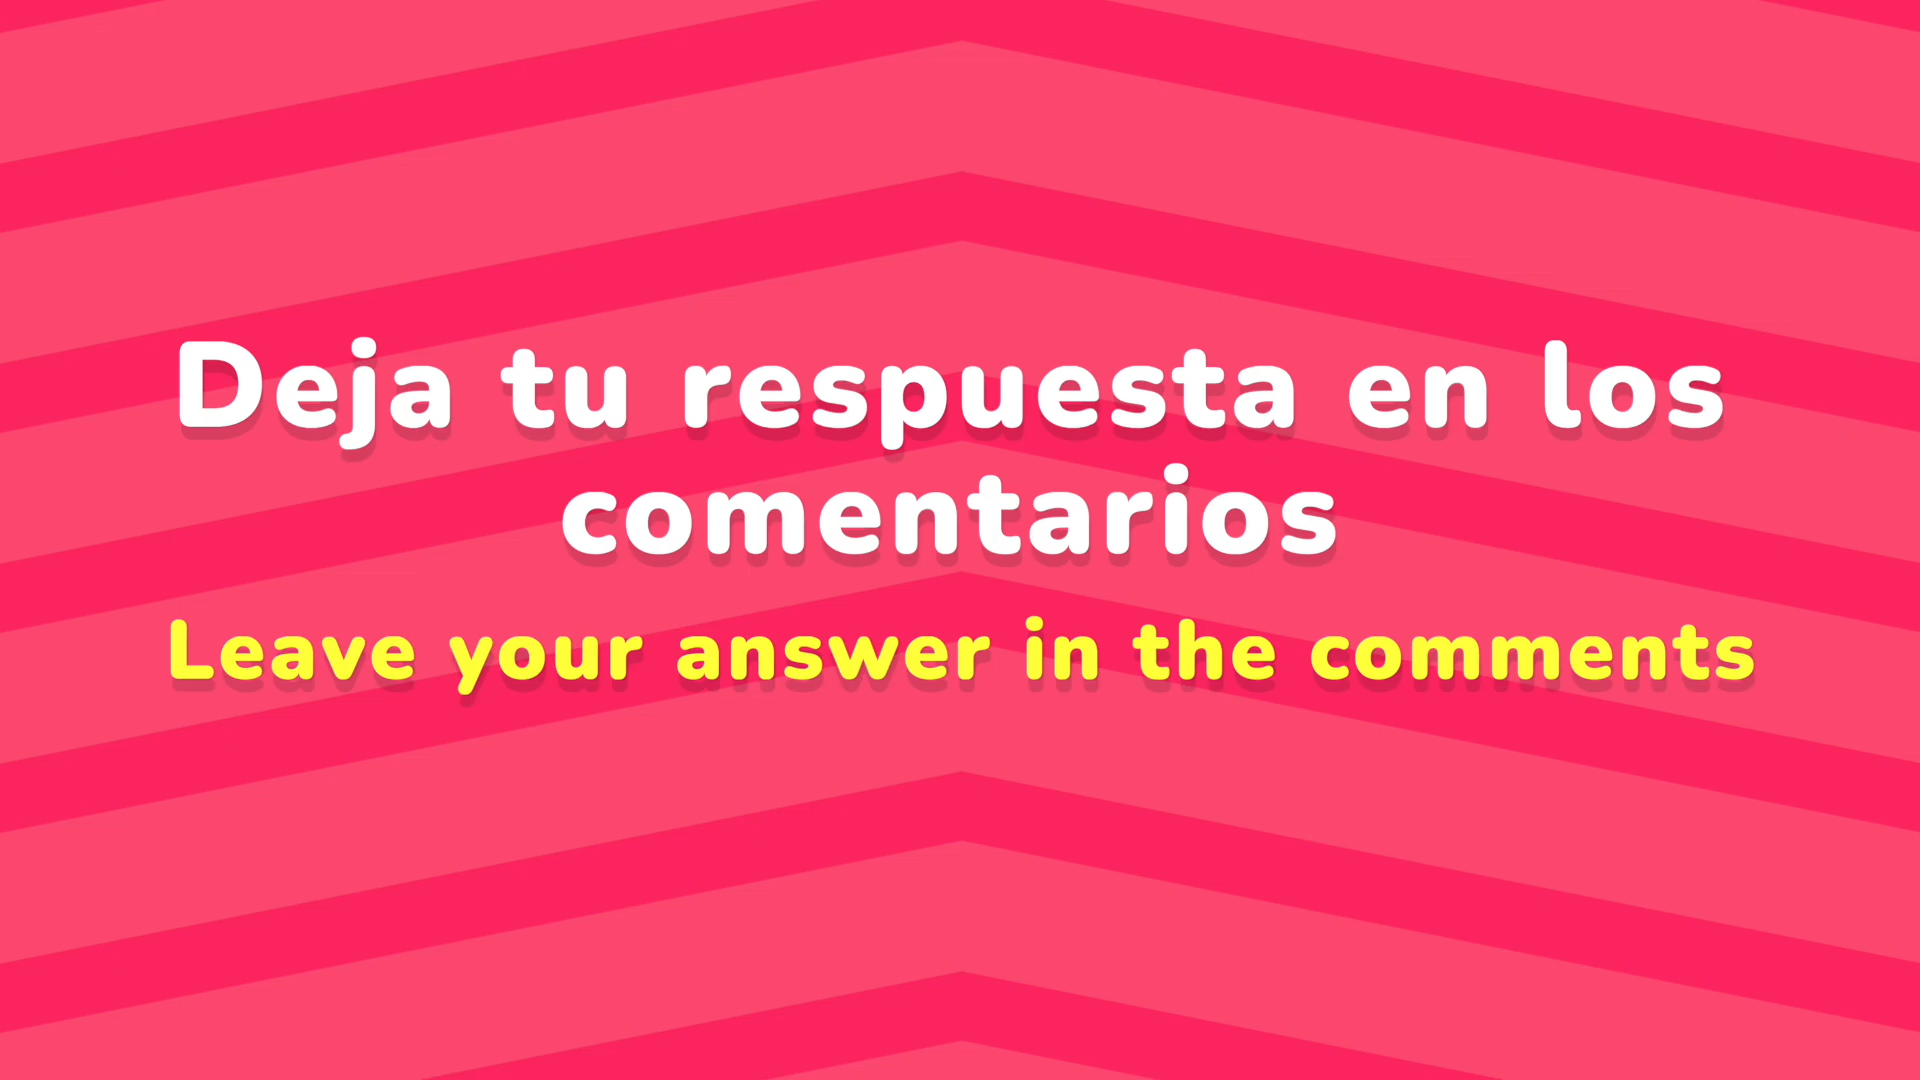 Deja tu respuesta en los
comentarios
Leave your answer in the comments